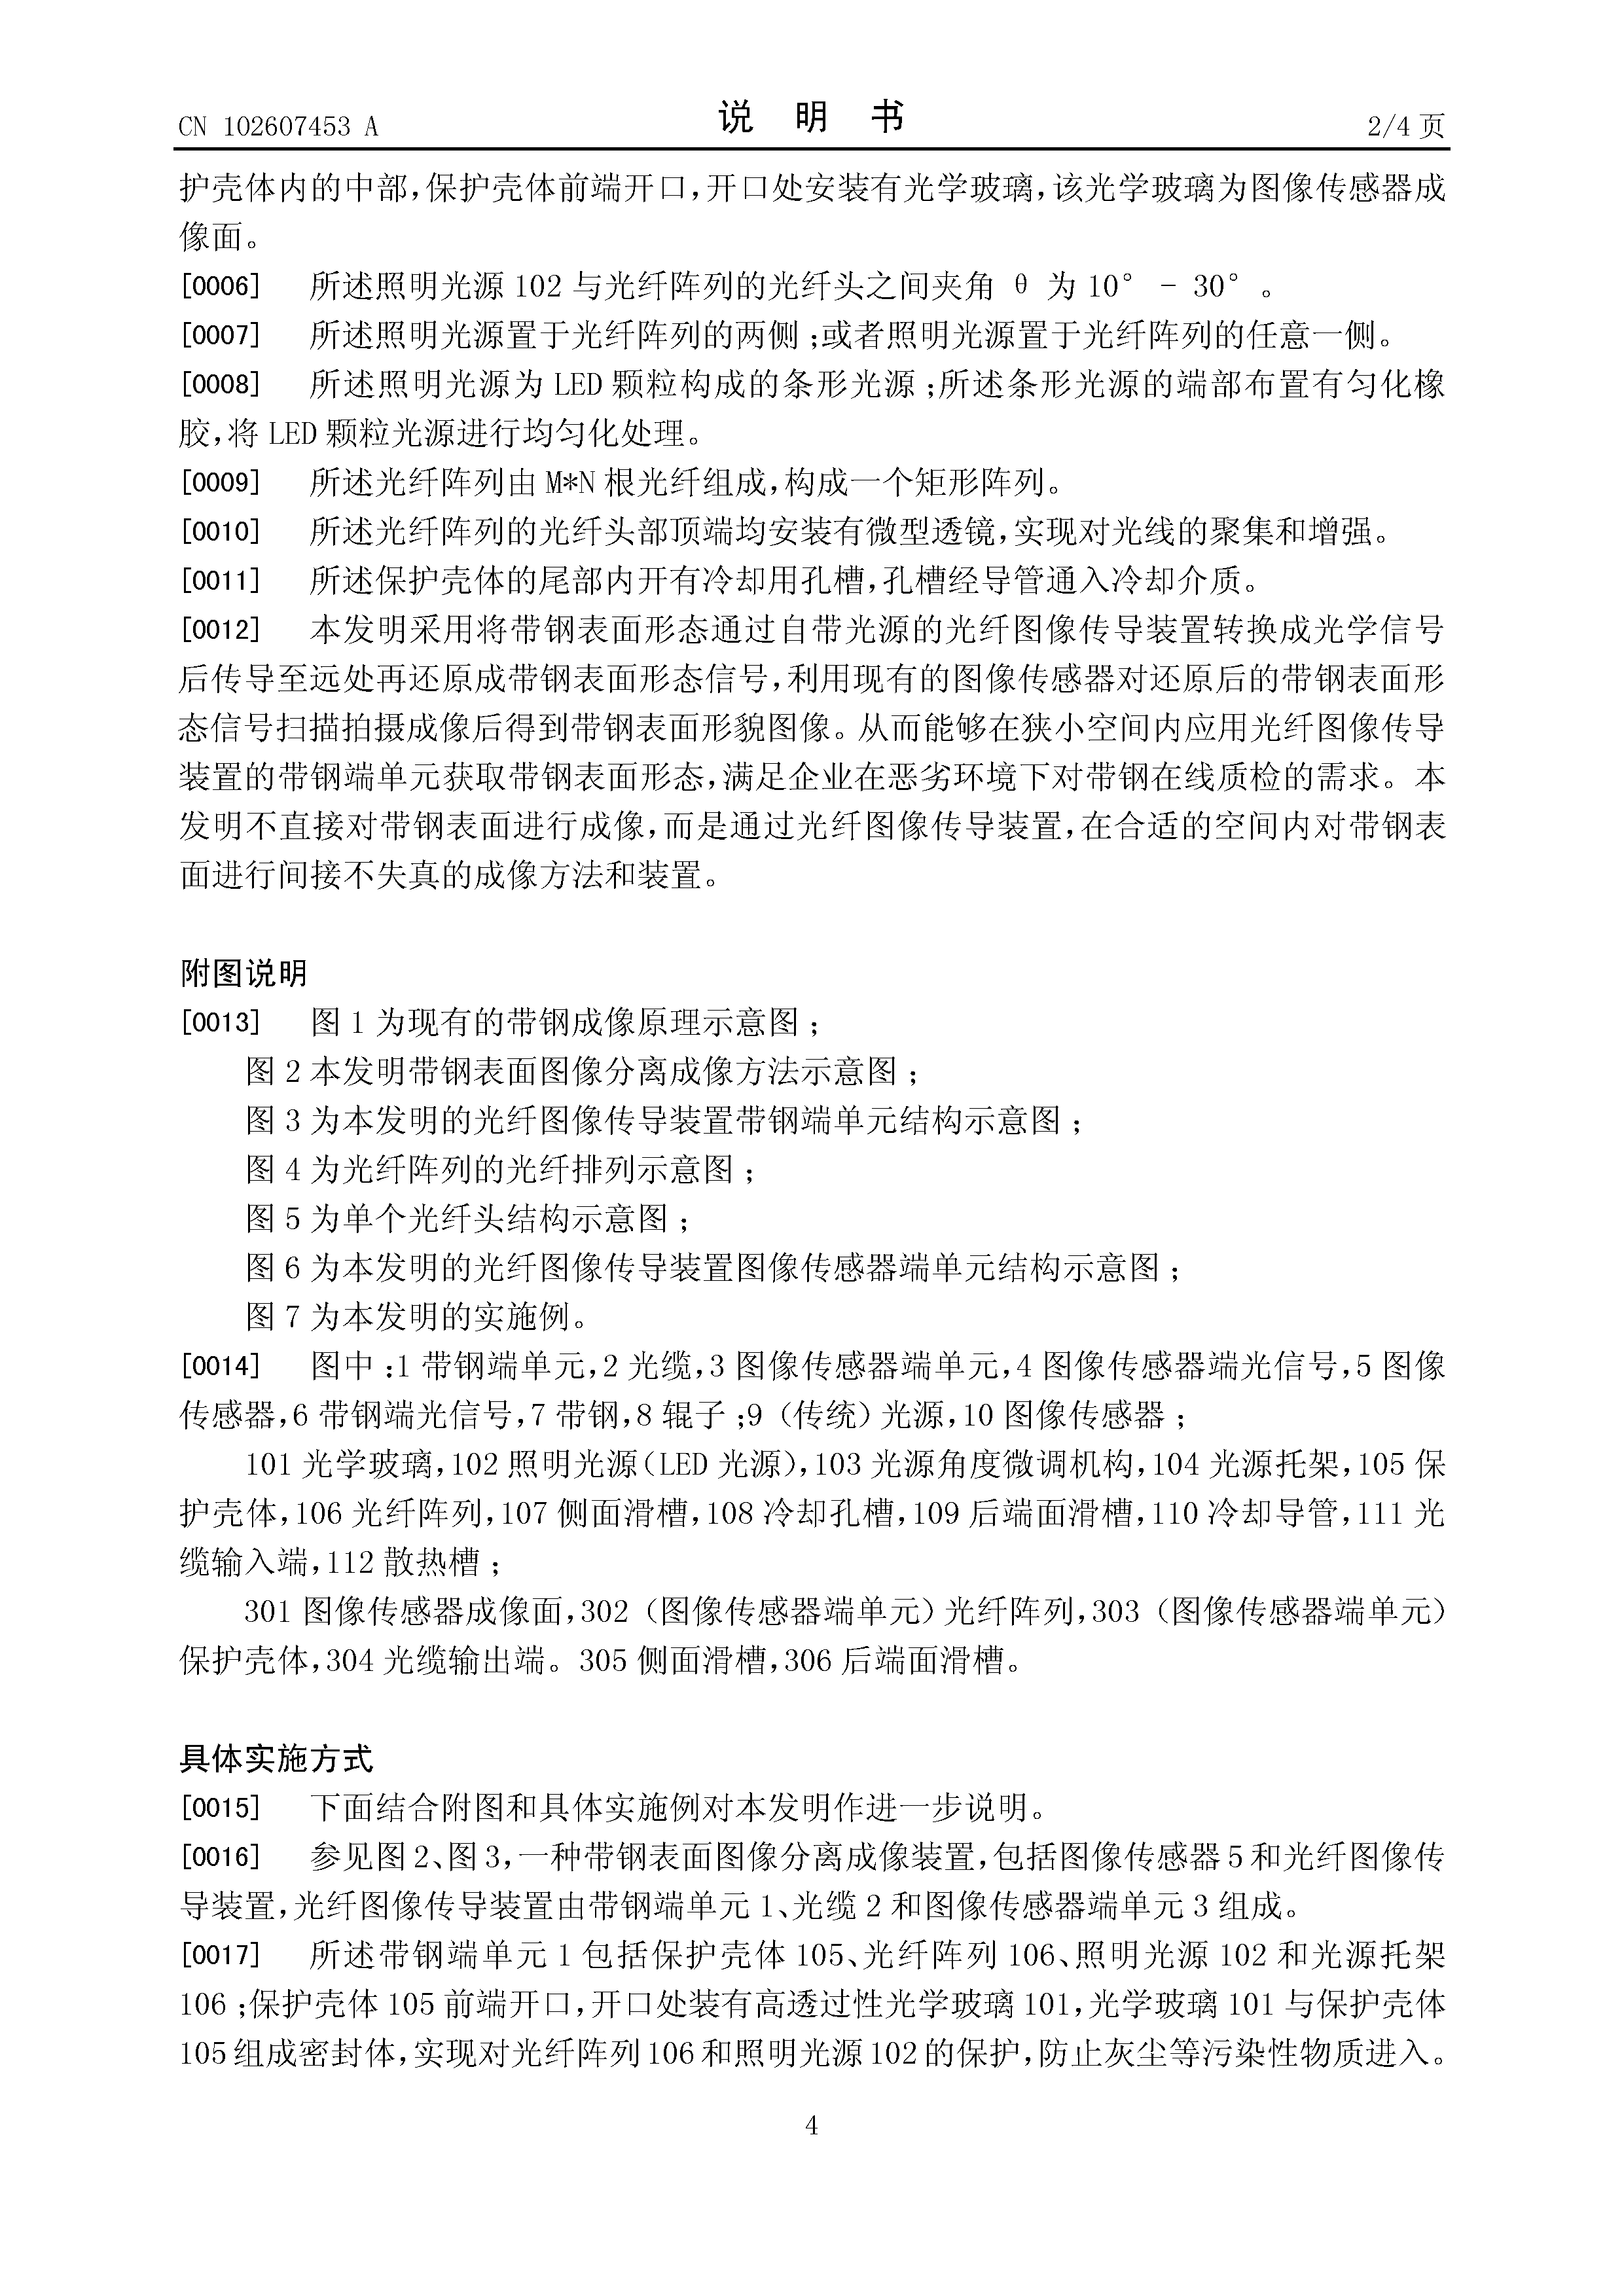 CN 102607453 A
说 明 书
2/4 页
护壳体内的中部,保护壳体前端开口,开口处安装有光学玻璃,该光学玻璃为图像传感器成
像面。
[0006] 所述照明光源 102 与光纤阵列的光纤头之间夹角 θ 为 10° - 30° 。
[0007] 所述照明光源置于光纤阵列的两侧 ;或者照明光源置于光纤阵列的任意一侧。
[0008] 所述照明光源为 LED 颗粒构成的条形光源 ;所述条形光源的端部布置有匀化橡
胶,将 LED 颗粒光源进行均匀化处理。
[0009] 所述光纤阵列由 M*N 根光纤组成,构成一个矩形阵列。
[0010] 所述光纤阵列的光纤头部顶端均安装有微型透镜,实现对光线的聚集和增强。
[0011] 所述保护壳体的尾部内开有冷却用孔槽,孔槽经导管通入冷却介质。
[0012] 本发明采用将带钢表面形态通过自带光源的光纤图像传导装置转换成光学信号
后传导至远处再还原成带钢表面形态信号,利用现有的图像传感器对还原后的带钢表面形
态信号扫描拍摄成像后得到带钢表面形貌图像。从而能够在狭小空间内应用光纤图像传导
装置的带钢端单元获取带钢表面形态,满足企业在恶劣环境下对带钢在线质检的需求。本
发明不直接对带钢表面进行成像,而是通过光纤图像传导装置,在合适的空间内对带钢表
面进行间接不失真的成像方法和装置。
附图说明
[0013] 图 1 为现有的带钢成像原理示意图 ;
图 2 本发明带钢表面图像分离成像方法示意图 ;
图 3 为本发明的光纤图像传导装置带钢端单元结构示意图 ;
图 4 为光纤阵列的光纤排列示意图 ;
图 5 为单个光纤头结构示意图 ;
图 6 为本发明的光纤图像传导装置图像传感器端单元结构示意图 ;
图 7 为本发明的实施例。
[0014] 图中 :1 带钢端单元,2 光缆,3 图像传感器端单元,4 图像传感器端光信号,5 图像
传感器,6 带钢端光信号,7 带钢,8 辊子 ;9 (传统) 光源,10 图像传感器 ;
101 光学玻璃,102 照明光源(LED 光源),103 光源角度微调机构,104 光源托架,105 保
护壳体,106 光纤阵列,107 侧面滑槽,108 冷却孔槽,109 后端面滑槽,110 冷却导管,111 光
缆输入端,112 散热槽 ;
301 图像传感器成像面,302 (图像传感器端单元) 光纤阵列,303 (图像传感器端单元)
保护壳体,304 光缆输出端。305 侧面滑槽,306 后端面滑槽。
具体实施方式
[0015] 下面结合附图和具体实施例对本发明作进一步说明。
[0016] 参见图 2、图 3,一种带钢表面图像分离成像装置,包括图像传感器 5 和光纤图像传
导装置,光纤图像传导装置由带钢端单元 1、光缆 2 和图像传感器端单元 3 组成。
[0017] 所述带钢端单元 1 包括保护壳体 105、光纤阵列 106、照明光源 102 和光源托架
106 ;保护壳体 105 前端开口,开口处装有高透过性光学玻璃 101,光学玻璃 101 与保护壳体
105 组成密封体,实现对光纤阵列 106 和照明光源 102 的保护,防止灰尘等污染性物质进入。
4